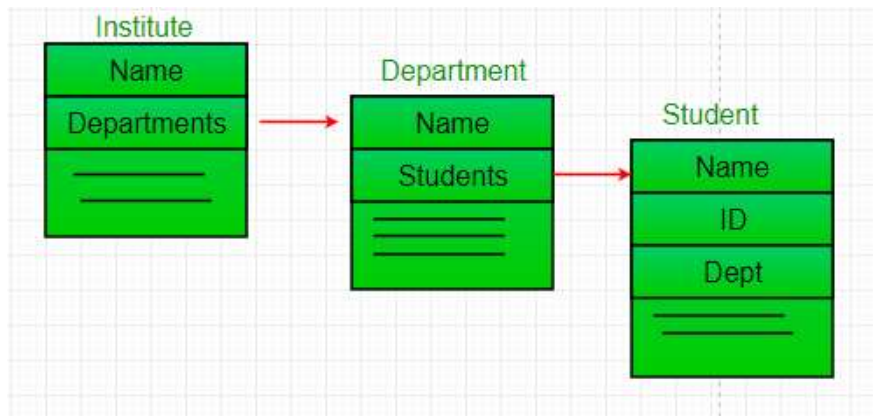 Institute
Name
Departments
Department
Name
Students
Student
Name
ID
Dept